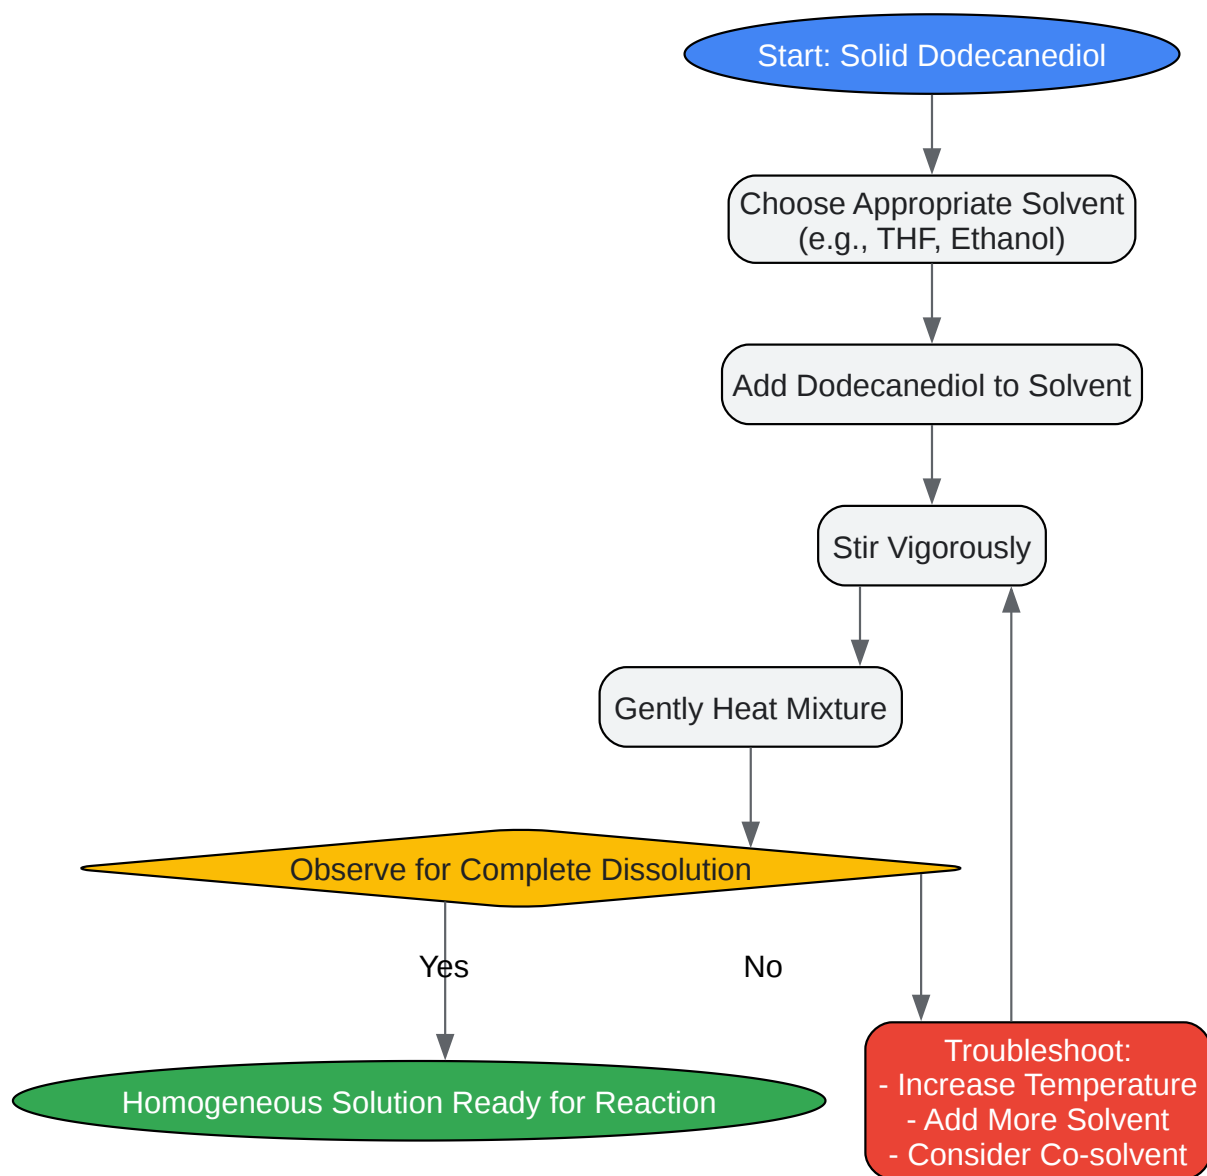 Start: Solid Dodecanediol
Choose Appropriate Solvent
(e.g., THF, Ethanol)
Add Dodecanediol to Solvent
Stir Vigorously
Gently Heat Mixture
Observe for Complete Dissolution
Yes
No
Homogeneous Solution Ready for Reaction
Troubleshoot:
- Increase Temperature
- Add More Solvent
- Consider Co-solvent